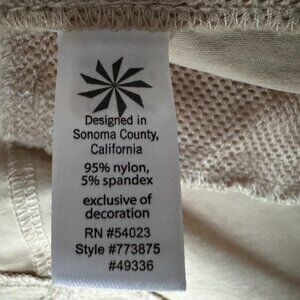 Designed in
Sonoma County,
California
95% nylon,
5% spandex
exclusive of
decoration
RN #54023
Style #773875
#49336